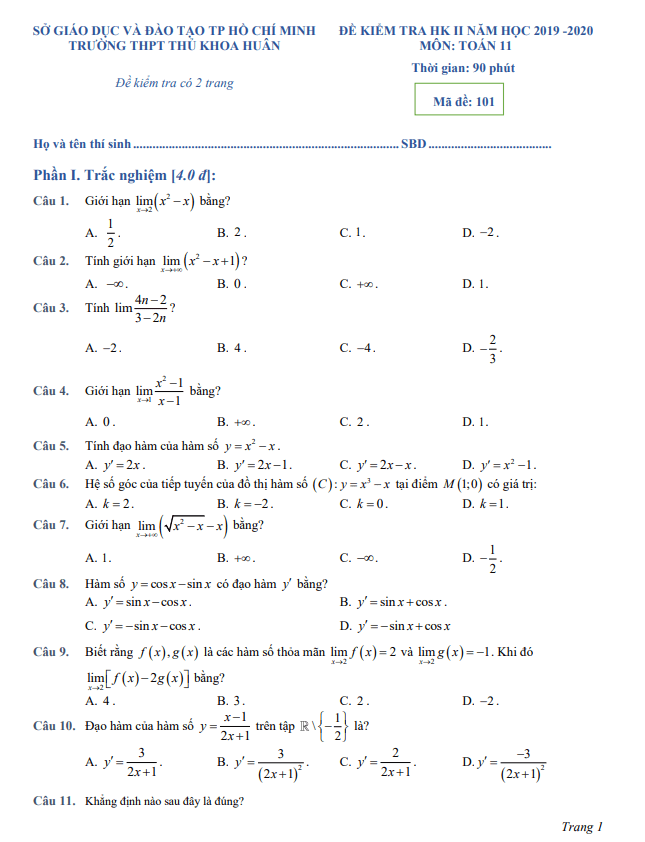 SỞ GIÁO DỤC VÀ ĐÀO TẠO TP HỒ CHÍ MINH
TRƯỜNG THPT THỦ KHOA HUÂN
Đề kiểm tra có 2 trang
ĐỀ KIỂM TRA HK II NĂM HỌC 2019 -2020
MÔN: TOÁN 11
Thời gian: 90 phút
Mã đề: 101
Họ và tên thí sinh ........................................ SBD ........................................
Phần I. Trắc nghiệm [4.0 đ]:
Câu 1. Giới hạn $\lim_{x \to 2}(x^2 - x)$ bằng?
A. $\frac{1}{2}$. B. 2. C. 1. D. −2.
Câu 2. Tính giới hạn $\lim_{x \to +\infty}(x^2 - x + 1)$?
A. −∞. B. 0. C. +∞. D. 1.
Câu 3. Tính $\lim \frac{4n - 2}{3 - 2n}$?
A. −2. B. 4. C. −4. D. $-\frac{2}{3}$.
Câu 4. Giới hạn $\lim_{x \to 1} \frac{x^2 - 1}{x - 1}$ bằng?
A. 0. B. +∞. C. 2. D. 1.
Câu 5. Tính đạo hàm của hàm số $y = x^2 - x$.
A. $y' = 2x$. B. $y' = 2x - 1$. C. $y' = 2x - x$. D. $y' = x^2 - 1$.
Câu 6. Hệ số góc của tiếp tuyến của đồ thị hàm số $(C): y = x^3 - x$ tại điểm $M(1;0)$ có giá trị:
A. $k = 2$. B. $k = -2$. C. $k = 0$. D. $k = 1$.
Câu 7. Giới hạn $\lim_{x \to +\infty}(\sqrt{x^2 - x} - x)$ bằng?
A. 1. B. +∞. C. −∞. D. $-\frac{1}{2}$.
Câu 8. Hàm số $y = \cos x - \sin x$ có đạo hàm $y'$ bằng?
A. $y' = \sin x - \cos x$. B. $y' = \sin x + \cos x$.
C. $y' = -\sin x - \cos x$. D. $y' = -\sin x + \cos x$
Câu 9. Biết rằng $f(x), g(x)$ là các hàm số thỏa mãn $\lim_{x \to 2} f(x) = 2$ và $\lim_{x \to 2} g(x) = -1$. Khi đó
$\lim_{x \to 2}[f(x) - 2g(x)]$ bằng?
A. 4. B. 3. C. 2. D. −2.
Câu 10. Đạo hàm của hàm số $y = \frac{x - 1}{2x + 1}$ trên tập $\mathbb{R} \setminus \{-\frac{1}{2}\}$ là?
A. $y' = \frac{3}{2x + 1}$. B. $y' = \frac{3}{(2x + 1)^2}$. C. $y' = \frac{2}{2x + 1}$. D. $y' = \frac{-3}{(2x + 1)^2}$
Câu 11. Khẳng định nào sau đây là đúng?
Trang 1